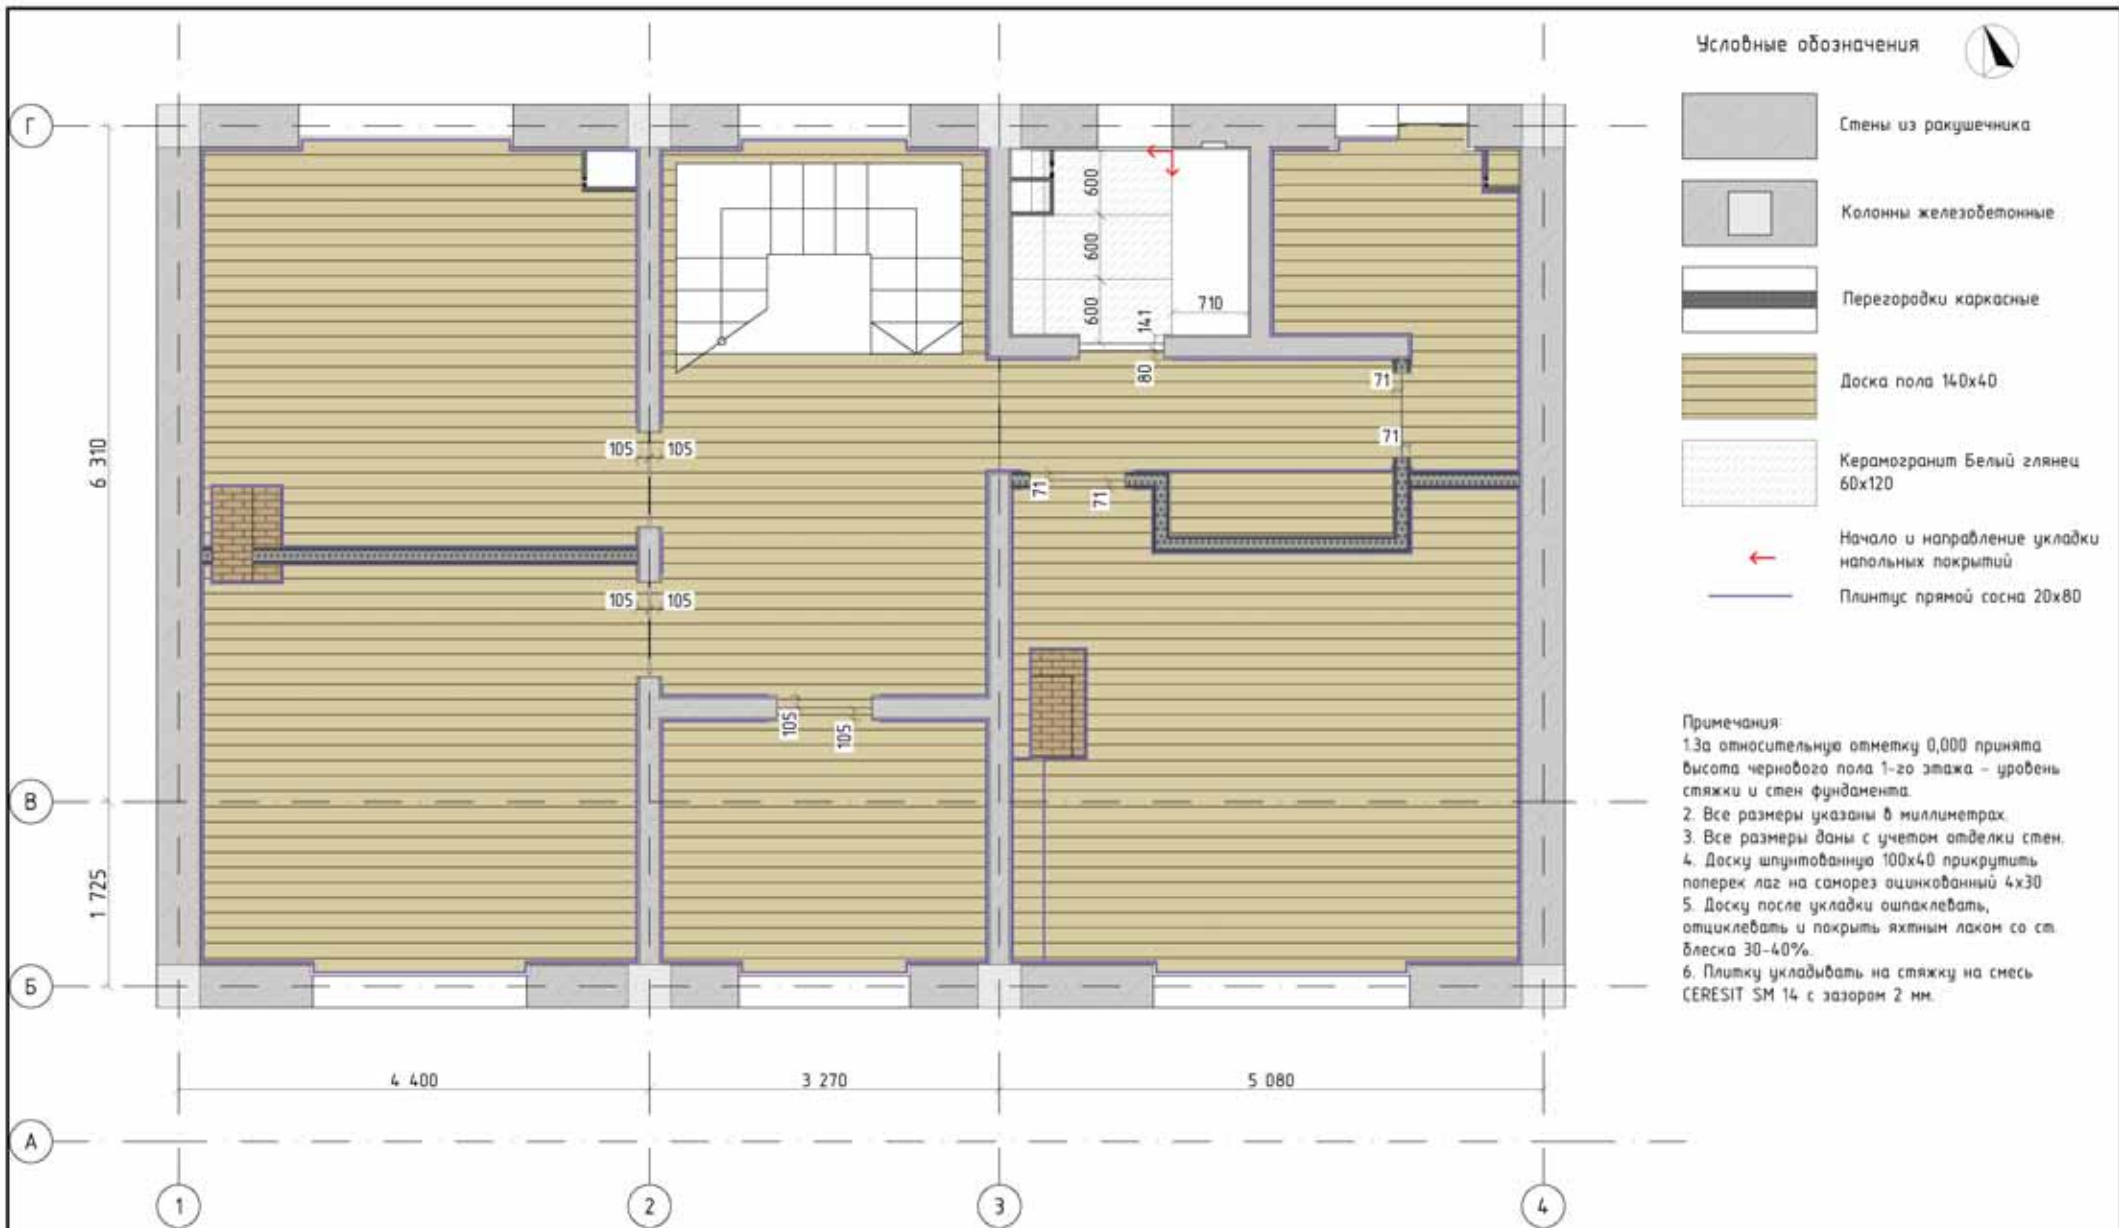 Условные обозначения
Стены из ракушечника
Колонны железобетонные
Перегородки каркасные
Доска пола 140х40
Керамогранит Белый глянец
60х120
Начало и направление укладки
напольных покрытий
Плинтус прямой сосна 20х80
Примечания:
1.За относительную отметку 0,000 принята
высота чернового пола 1-го этажа - уровень
стяжки и стен фундамента.
2. Все размеры указаны в миллиметрах.
3. Все размеры даны с учетом отделки стен.
4. Доску шпунтованную 100х40 прикрутить
поперек лаг на саморез оцинкованный 4х30
5. Доску после укладки ошпаклевать,
отциклевать и покрыть яхтным лаком со ст.
блеска 30-40%.
6. Плитку укладывать на стяжку на смесь
CERESIT SM 14 с зазором 2 мм.
Г
В
Б
А
6 310
1 725
600
600
600
710
141
80
71
71
105
105
71
71
105
105
105
105
4 400
3 270
5 080
1
2
3
4